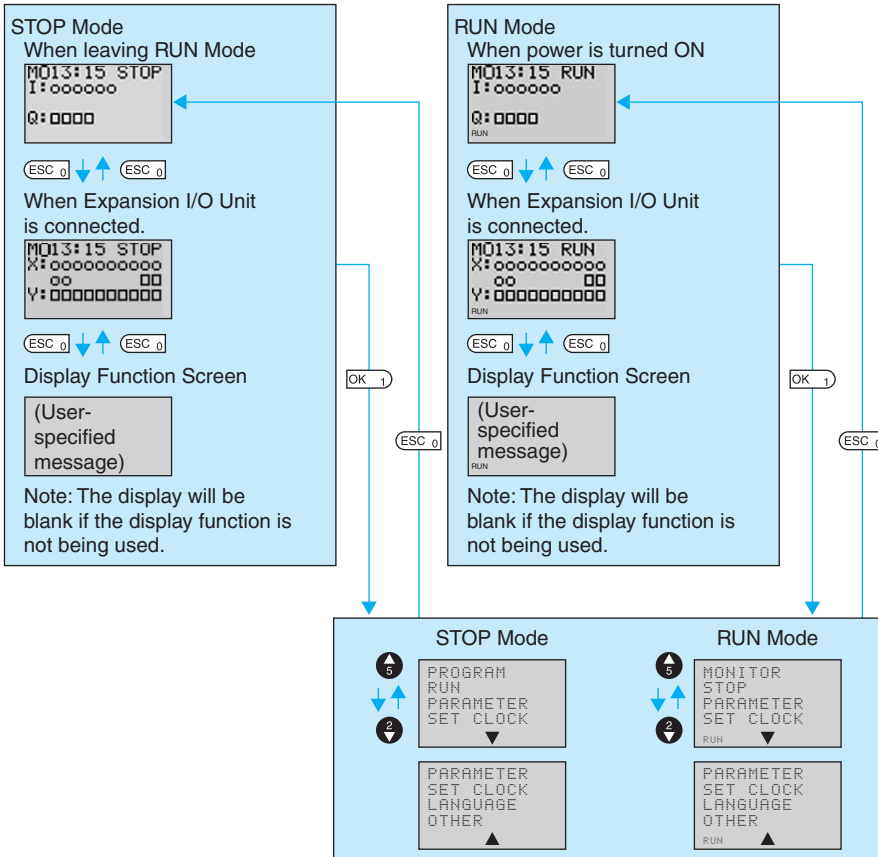 STOP Mode
When leaving RUN Mode
MO13:15 STOP
I:oooooo
Q:□□□□
ESC 0 ESC 0
When Expansion I/O Unit
is connected.
MO13:15 STOP
X:oooooooooo
oo □□
Y:□□□□□□□□□□
ESC 0 ESC 0
Display Function Screen
(User-
specified
message)
Note: The display will be
blank if the display function is
not being used.
OK 1
ESC 0
RUN Mode
When power is turned ON
MO13:15 RUN
I:oooooo
Q:□□□□
RUN
ESC 0 ESC 0
When Expansion I/O Unit
is connected.
MO13:15 RUN
X:oooooooooo
oo □□
Y:□□□□□□□□□□
RUN
ESC 0 ESC 0
Display Function Screen
(User-
specified
message)
RUN
Note: The display will be
blank if the display function is
not being used.
OK 1
ESC 0
STOP Mode
5
2
PROGRAM
RUN
PARAMETER
SET CLOCK
▼
PARAMETER
SET CLOCK
LANGUAGE
OTHER
▲
RUN Mode
5
2
MONITOR
STOP
PARAMETER
SET CLOCK
RUN ▼
PARAMETER
SET CLOCK
LANGUAGE
OTHER
RUN ▲